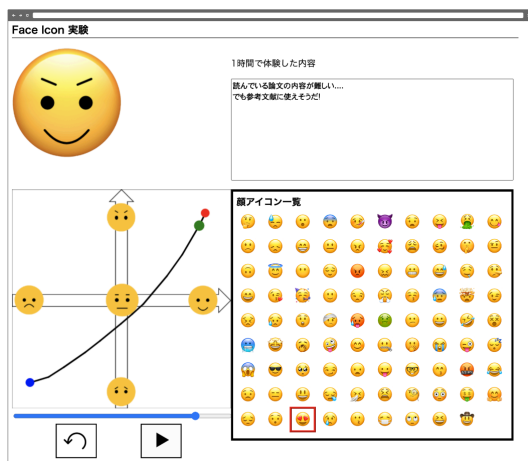 Face Icon 実験
1時間で体験した内容
読んでいる論文の内容が難しい....
でも参考文献に使えそうだ!
顔アイコン一覧